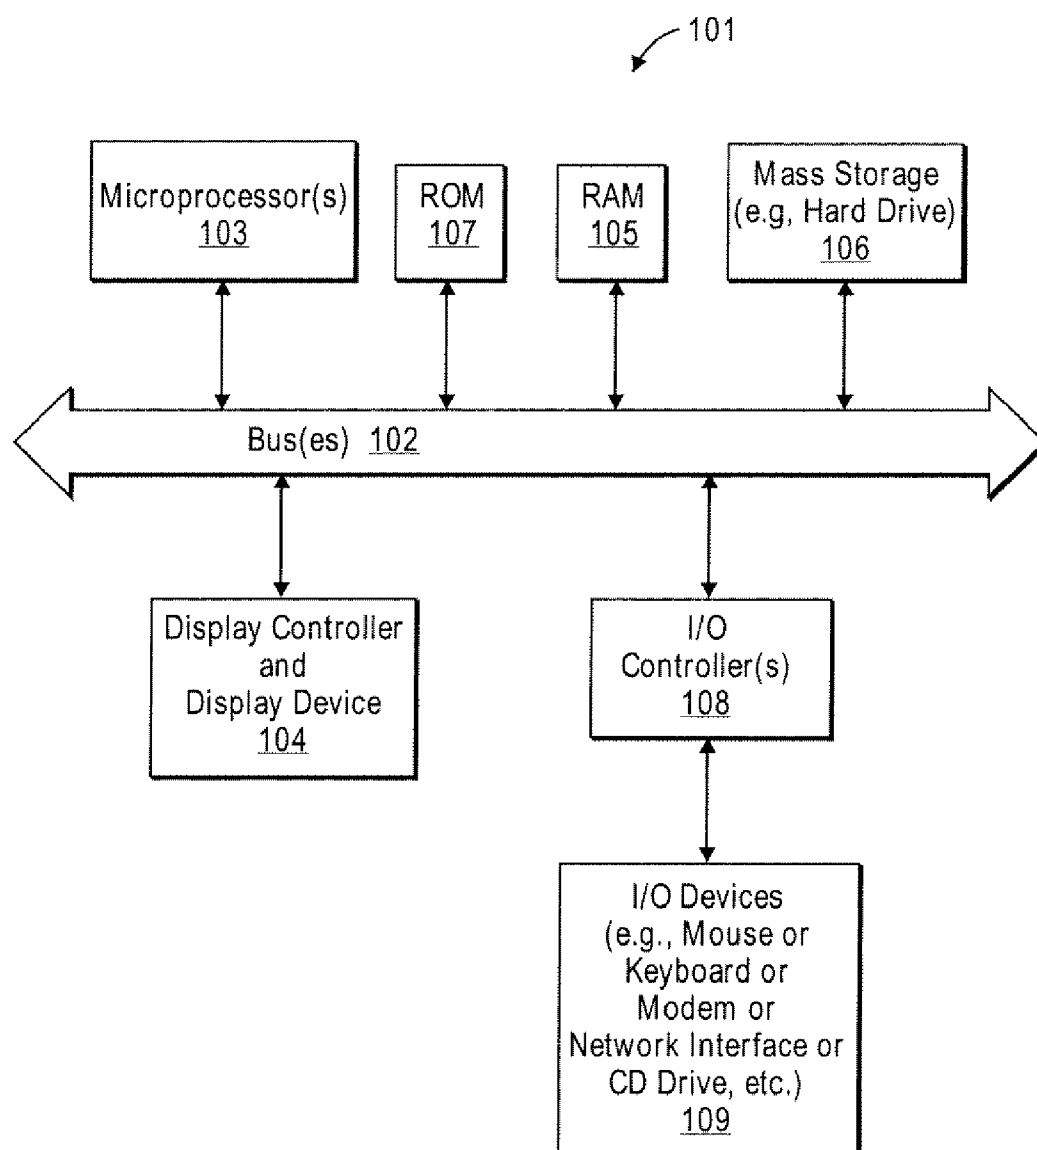 101
Microprocessor(s)
103
ROM
107
RAM
105
Mass Storage
(e.g, Hard Drive)
106
Bus(es) 102
Display Controller
and
Display Device
104
I/O
Controller(s)
108
I/O Devices
(e.g., Mouse or
Keyboard or
Modem or
Network Interface or
CD Drive, etc.)
109